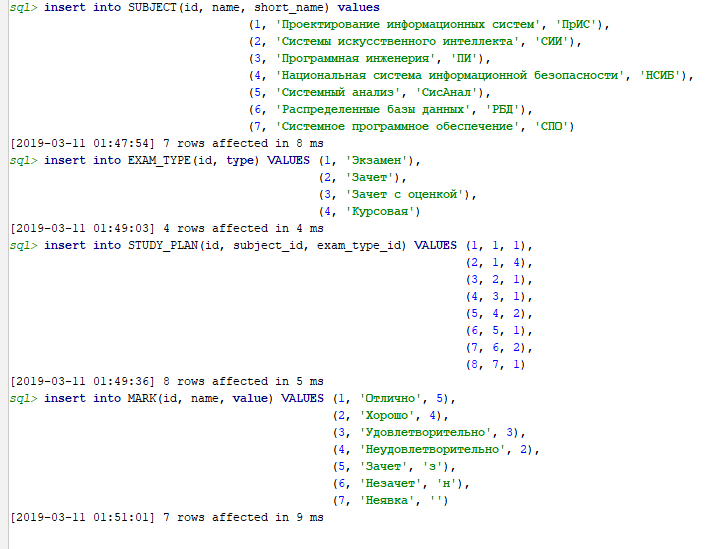 sql> insert into SUBJECT(id, name, short_name) values
(1, 'Проектирование информационных систем', 'ПрИС'),
(2, 'Системы искусственного интеллекта', 'СИИ'),
(3, 'Программная инженерия', 'ПИ'),
(4, 'Национальная система информационной безопасности', 'НСИБ'),
(5, 'Системный анализ', 'СисАнал'),
(6, 'Распределенные базы данных', 'РБД'),
(7, 'Системное программное обеспечение', 'СПО')
[2019-03-11 01:47:54] 7 rows affected in 8 ms
sql> insert into EXAM_TYPE(id, type) VALUES (1, 'Экзамен'),
(2, 'Зачет'),
(3, 'Зачет с оценкой'),
(4, 'Курсовая')
[2019-03-11 01:49:03] 4 rows affected in 4 ms
sql> insert into STUDY_PLAN(id, subject_id, exam_type_id) VALUES (1, 1, 1),
(2, 1, 4),
(3, 2, 1),
(4, 3, 1),
(5, 4, 2),
(6, 5, 1),
(7, 6, 2),
(8, 7, 1)
[2019-03-11 01:49:36] 8 rows affected in 5 ms
sql> insert into MARK(id, name, value) VALUES (1, 'Отлично', 5),
(2, 'Хорошо', 4),
(3, 'Удовлетворительно', 3),
(4, 'Неудовлетворительно', 2),
(5, 'Зачет', 'з'),
(6, 'Незачет', 'н'),
(7, 'Неявка', '')
[2019-03-11 01:51:01] 7 rows affected in 9 ms